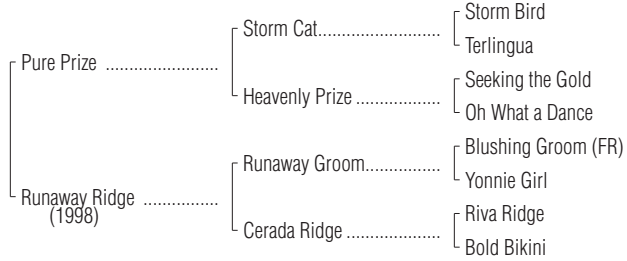 Storm Bird
Storm Cat......................
Terlingua
Pure Prize .......................
Seeking the Gold
Heavenly Prize .................
Oh What a Dance
Blushing Groom (FR)
Runaway Groom...............
Yonnie Girl
Runaway Ridge ...............
(1998)
Riva Ridge
Cerada Ridge ...................
Bold Bikini